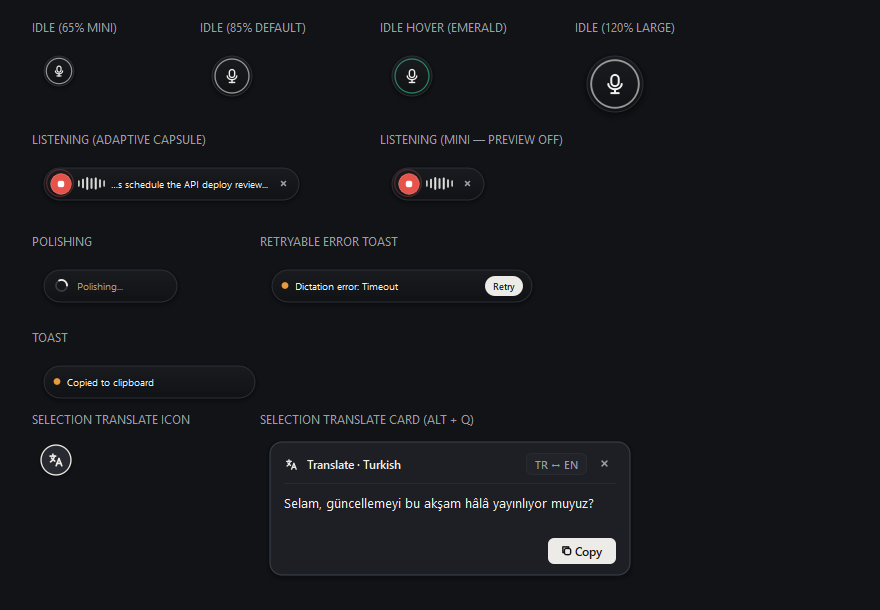 IDLE (65% MINI)
IDLE (85% DEFAULT)
IDLE HOVER (EMERALD)
IDLE (120% LARGE)
LISTENING (ADAPTIVE CAPSULE)
LISTENING (MINI — PREVIEW OFF)
...s schedule the API deploy review...
POLISHING
RETRYABLE ERROR TOAST
Polishing...
Dictation error: Timeout
Retry
TOAST
Copied to clipboard
SELECTION TRANSLATE ICON
SELECTION TRANSLATE CARD (ALT + Q)
Translate · Turkish
TR ↔ EN
Selam, güncellemeyi bu akşam hâlâ yayınlıyor muyuz?
Copy